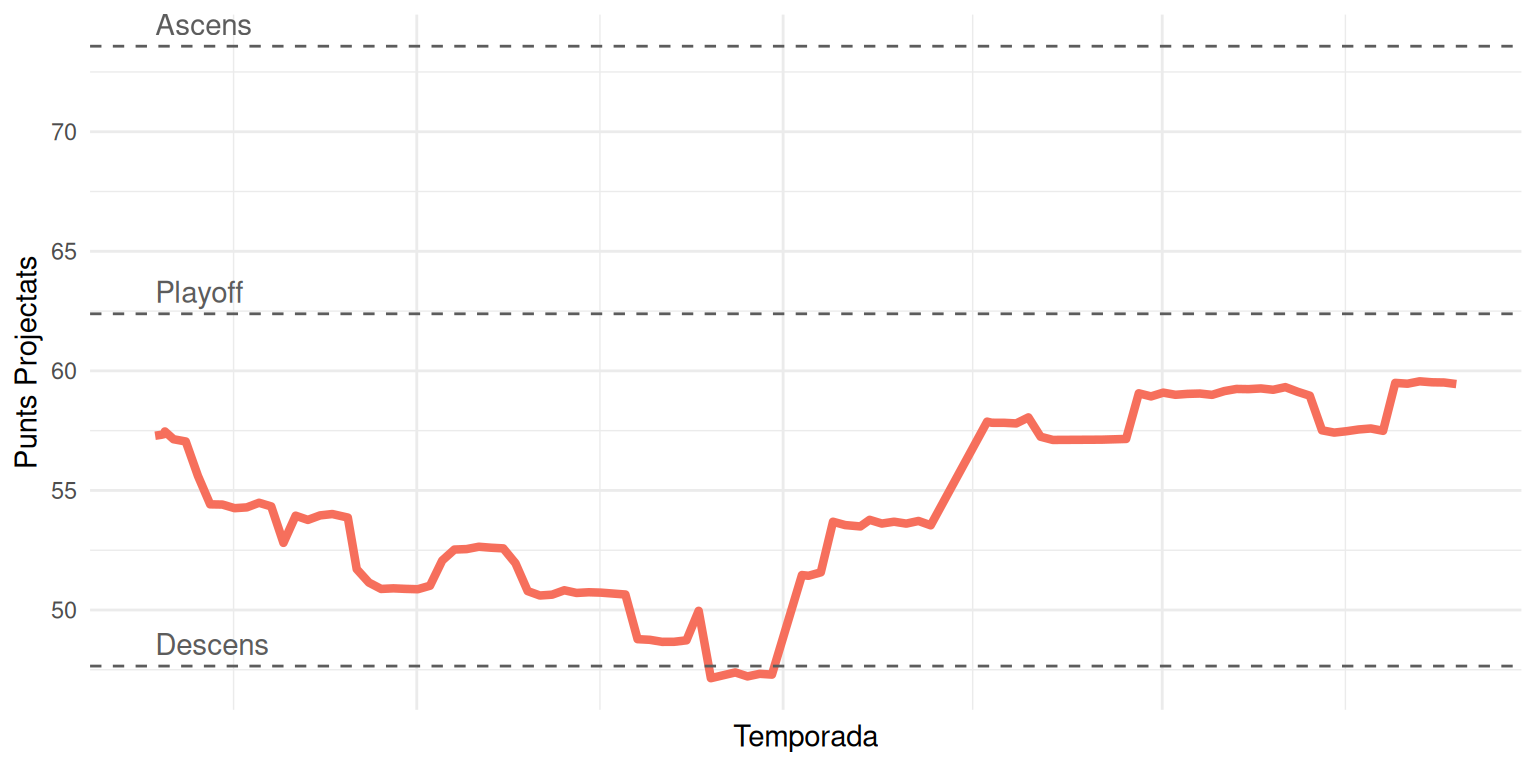 Ascens
70
65
Playoff
60
55
50
Descens
Punts Projectats
Temporada